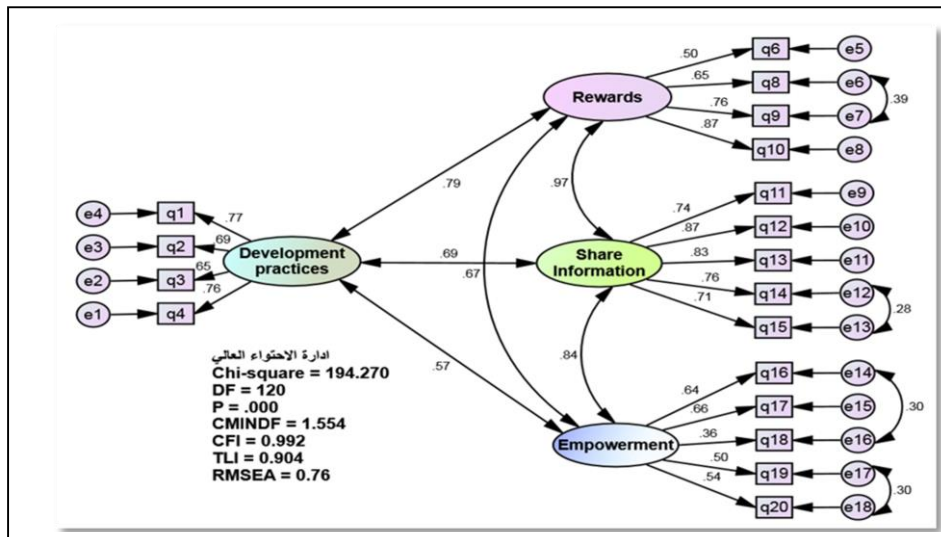 .50
q6
e5
.65
q8
e6
Rewards
.76
q9
e7
.39
.87
q10
e8
.79
.97
.74
q11
e9
e4
q1
.77
.87
q12
e10
e3
q2
.69
Development
practices
.69
.67
Share
Information
.83
q13
e11
e2
q3
.65
.76
q14
e12
e1
q4
.76
.71
q15
e13
.28
ادارة الاحتواء العالي
Chi-square = 194.270
DF = 120
P = .000
CMINDF = 1.554
CFI = 0.992
TLI = 0.904
RMSEA = 0.76
.57
.84
.64
q16
e14
.66
q17
e15
.30
Empowerment
.36
q18
e16
.50
q19
e17
.54
q20
e18
.30